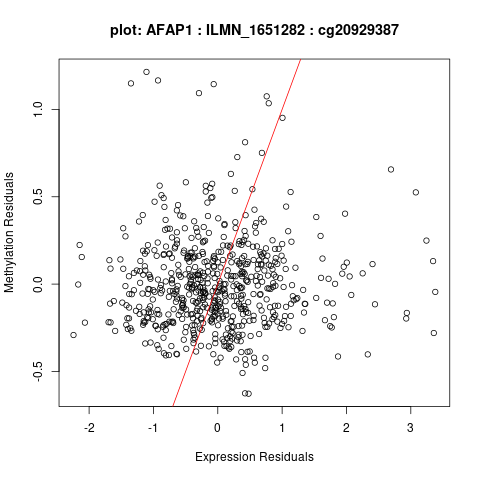 plot: AFAP1 : ILMN_1651282 : cg20929387
Methylation Residuals
1.0
0.5
0.0
-0.5
-2 -1 0 1 2 3
Expression Residuals